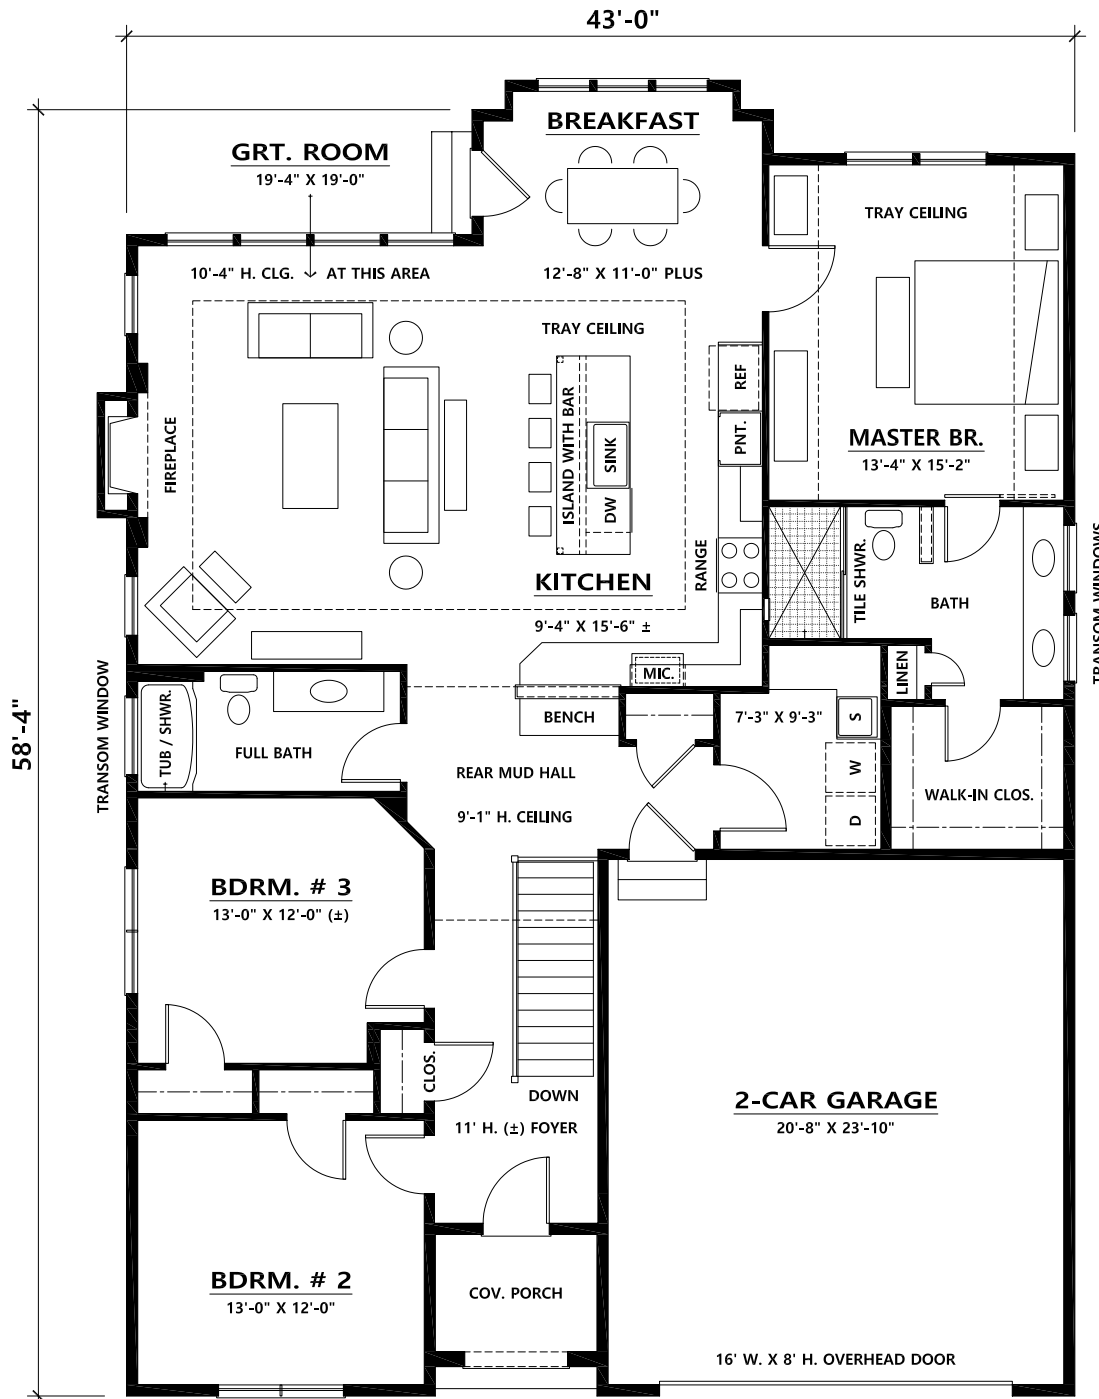 43'-0"
BREAKFAST
GRT. ROOM
19'-4" X 19'-0"
TRAY CEILING
10'-4" H. CLG. AT THIS AREA
12'-8" X 11'-0" PLUS
TRAY CEILING
REF
PNT.
ISLAND WITH BAR
SINK
DW
FIREPLACE
MASTER BR.
13'-4" X 15'-2"
RANGE
KITCHEN
9'-4" X 15'-6" ±
TILE SHWR.
BATH
TRANSOM WINDOWS
MIC.
LINEN
58'-4"
TRANSOM WINDOW
TUB / SHWR.
FULL BATH
BENCH
7'-3" X 9'-3"
S
W
D
REAR MUD HALL
9'-1" H. CEILING
WALK-IN CLOS.
BDRM. # 3
13'-0" X 12'-0" (±)
CLOS.
DOWN
11' H. (±) FOYER
2-CAR GARAGE
20'-8" X 23'-10"
BDRM. # 2
13'-0" X 12'-0"
COV. PORCH
16' W. X 8' H. OVERHEAD DOOR